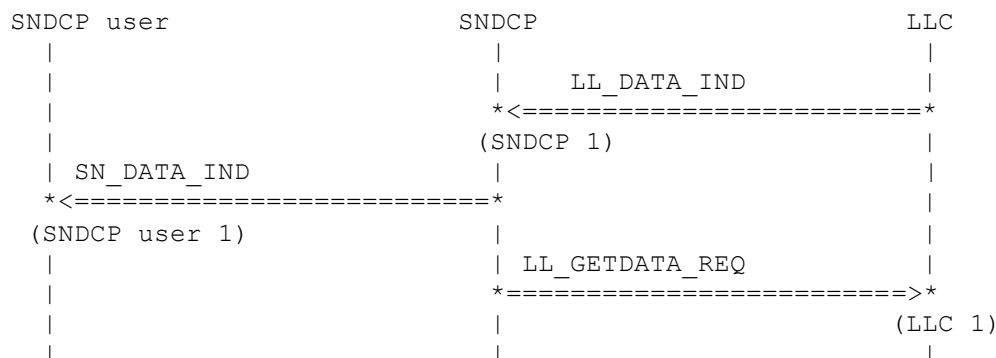 SNDCP user SNDCP LLC
LL_DATA_IND
*<==========================*
(SNDCP 1)
SN_DATA_IND
*<==========================*
(SNDCP user 1)
LL_GETDATA_REQ
*=========================>*
(LLC 1)